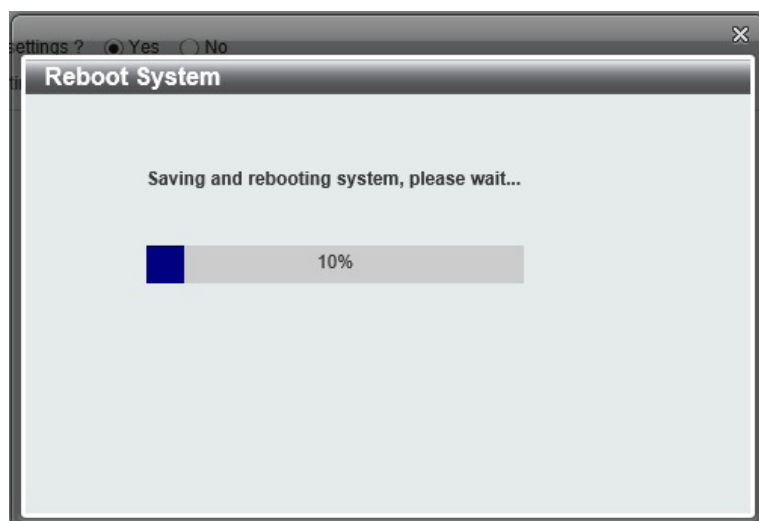 settings ? Yes No
Reboot System
Saving and rebooting system, please wait...
10%